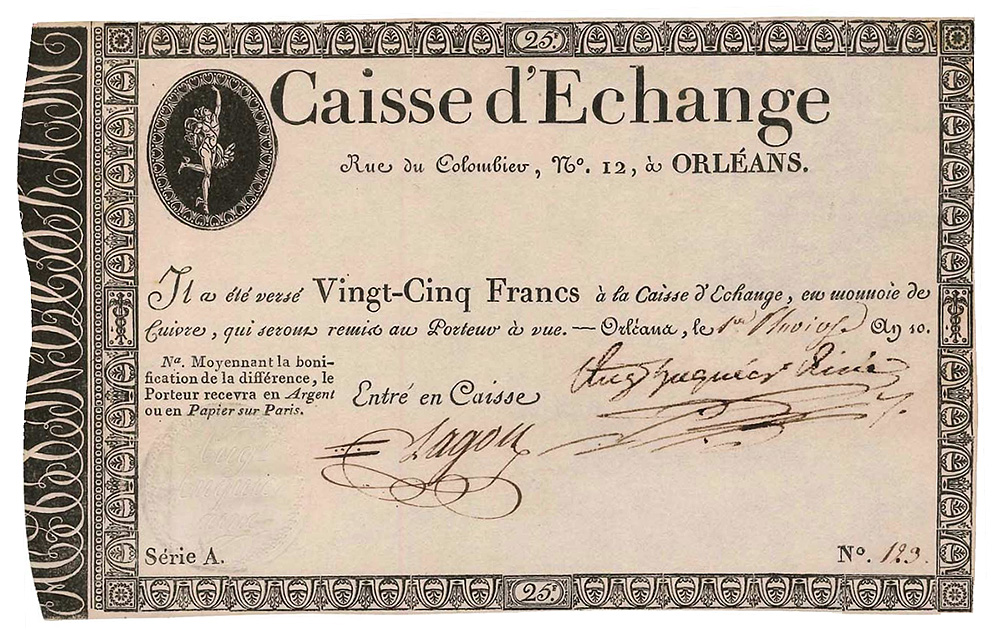 25.
Caisse d'Echange
Rue du Colombier, N°. 12, à ORLÉANS.
Il a été versé Vingt-Cinq Francs à la Caisse d'Echange, en monnoie de
Cuivre, qui seront remis au Porteur à vue. — Orléans, le 1er Pluviose An 10.
Na. Moyennant la boni-
fication de la différence, le
Porteur recevra en Argent
ou en Papier sur Paris.
Entré en Caisse
Série A.
N°. 123.
25.